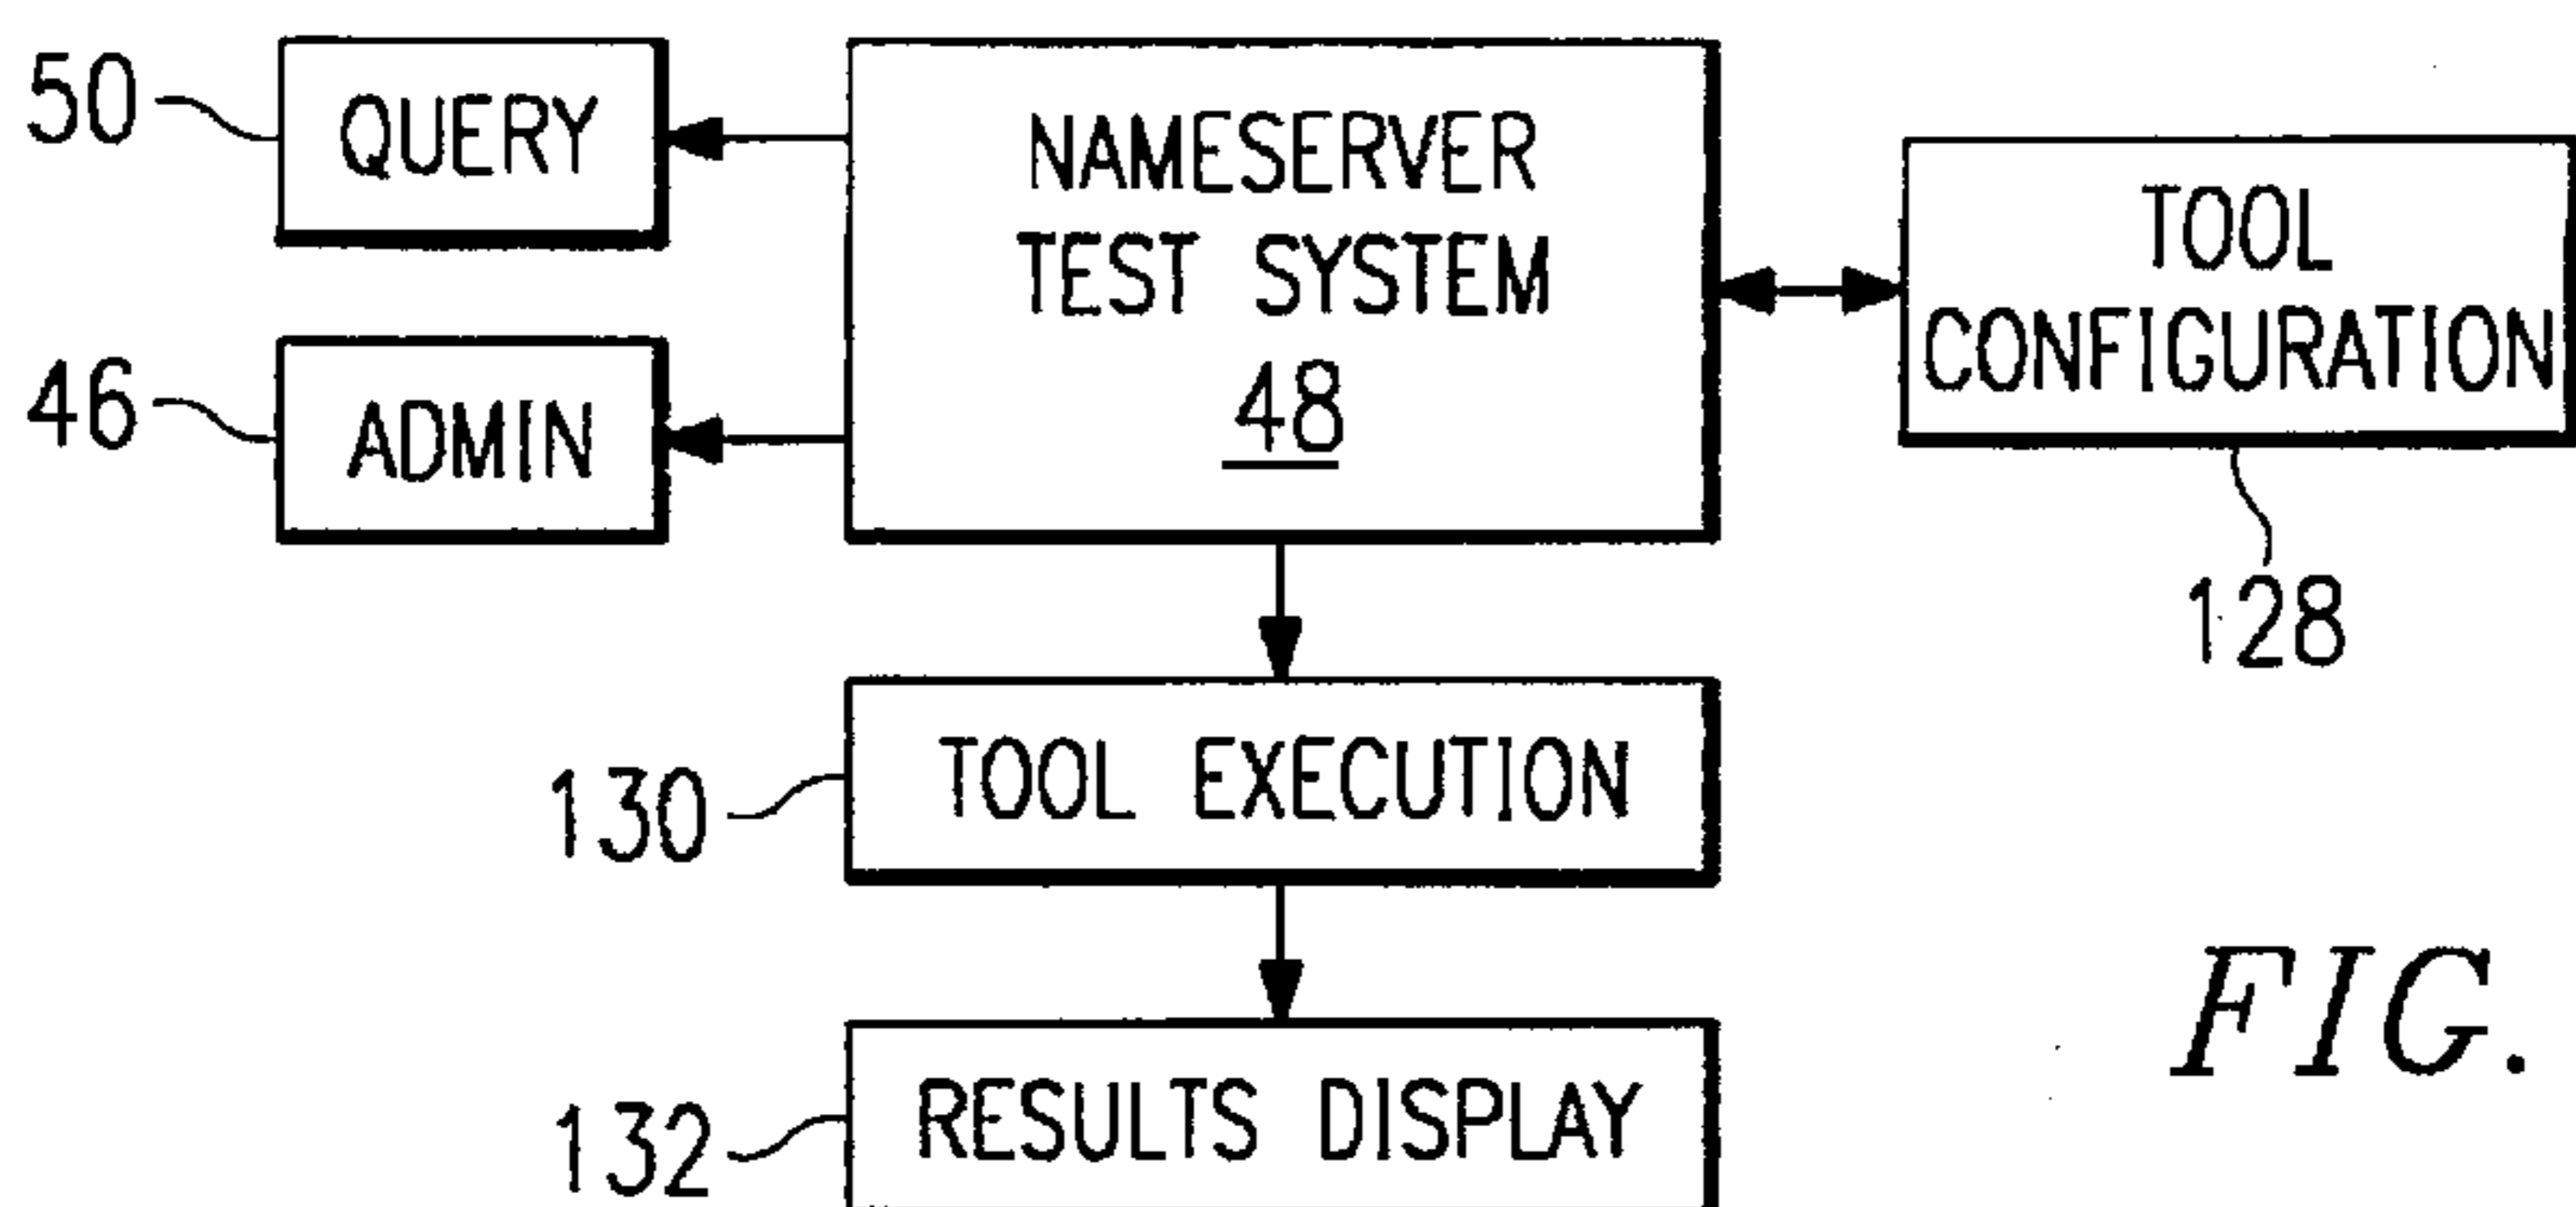 50
QUERY
46
ADMIN
NAMESERVER
TEST SYSTEM
48
TOOL
CONFIGURATION
128
130
TOOL EXECUTION
132
RESULTS DISPLAY
FIG.